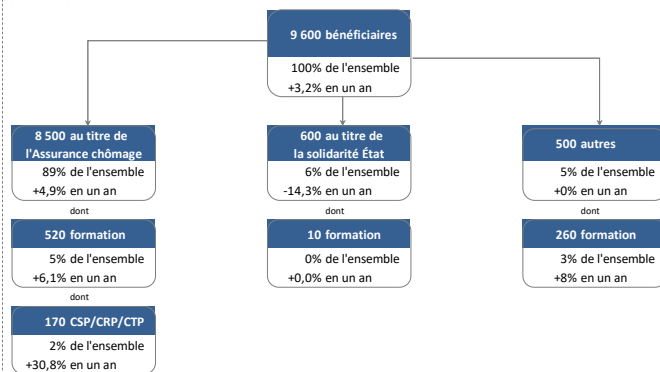 9 600 bénéficiaires
100% de l'ensemble
+3,2% en un an
8 500 au titre de
l'Assurance chômage
89% de l'ensemble
+4,9% en un an
dont
520 formation
5% de l'ensemble
+6,1% en un an
dont
170 CSP/CRP/CTP
2% de l'ensemble
+30,8% en un an
600 au titre de
la solidarité État
6% de l'ensemble
-14,3% en un an
dont
10 formation
0% de l'ensemble
+0,0% en un an
500 autres
5% de l'ensemble
+0% en un an
dont
260 formation
3% de l'ensemble
+8% en un an